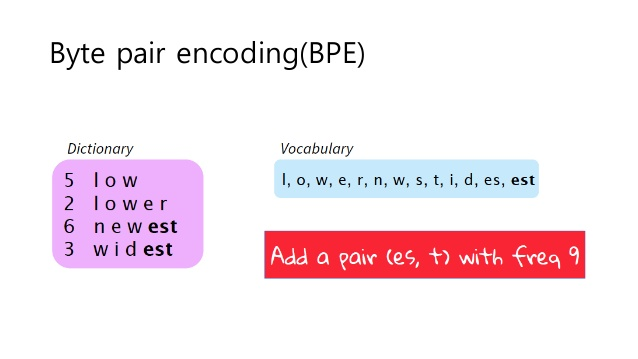 Byte pair encoding(BPE)
Dictionary
5 l o w
2 l o w e r
6 n e w est
3 w i d est
Vocabulary
l, o, w, e, r, n, w, s, t, i, d, es, est
Add a pair (es, t) with freq 9